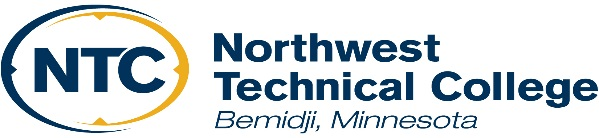 NTC
Northwest
Technical College
Bemidji, Minnesota